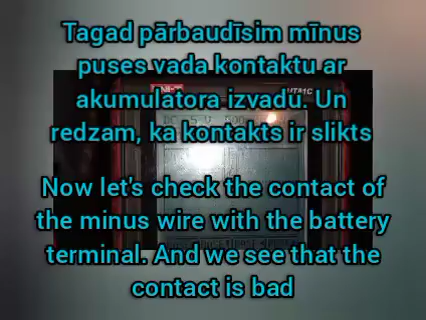 Tagad pārbaudīsim mīnus
puses vada kontaktu ar
akumulatora izvadu. Un
redzam, ka kontakts ir slikts
Now let's check the contact of
the minus wire with the battery
terminal. And we see that the
contact is bad